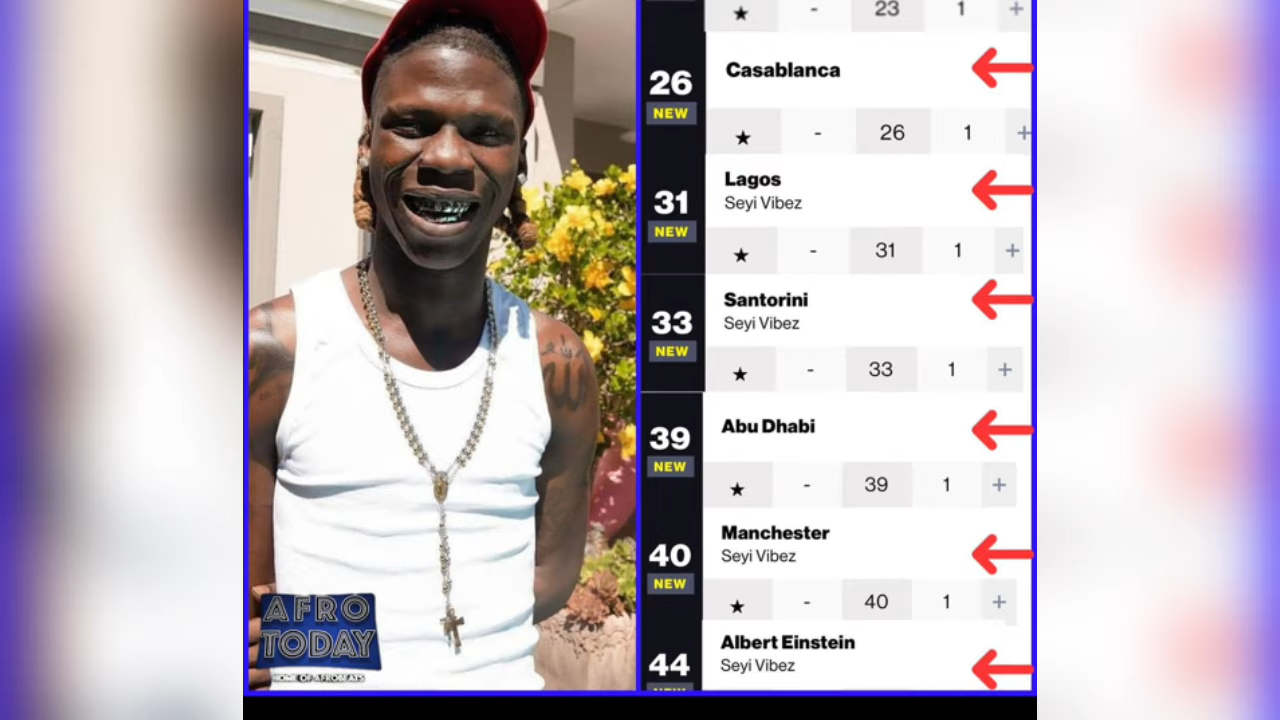 ★ - 23 1 +
26 Casablanca
NEW
★ - 26 1 +
Lagos
31 Seyi Vibez
NEW
★ - 31 1 +
Santorini
33 Seyi Vibez
NEW
★ - 33 1 +
39 Abu Dhabi
NEW
★ - 39 1 +
Manchester
40 Seyi Vibez
NEW
★ - 40 1 +
Albert Einstein
44 Seyi Vibez
NEW
AFRO
TODAY
HOME OF AFROBEATS